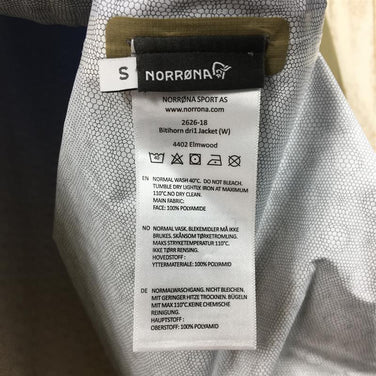 S
NORRØNA
NORRØNA SPORT AS
www.norrona.com
2626-18
Bitihorn dri1 Jacket (W)
4402 Elmwood
EN NORMAL WASH 40°C. DO NOT BLEACH.
TUMBLE DRY LIGHTLY. IRON AT MAXIMUM
110°C. NO DRY CLEAN.
MAIN FABRIC:
FACE: 100% POLYAMIDE
NO NORMAL VASK. BLEKEMIDLER MÅ IKKE
BRUKES. SKÅNSOM TØRKETROMLING.
MAKS STRYKETEMPERATUR 110°C.
IKKE TØRR RENSING.
HOVEDSTOFF :
YTTERMATERIALE: 100% POLYAMID
DE NORMALWASCHGANG. NICHT BLEICHEN.
MIT GERINGER HITZE TROCKNEN. BÜGELN
MIT MAX 110°C. KEINE CHEMISCHE
REINIGUNG.
HAUPTSTOFF :
OBERSTOFF: 100% POLYAMID